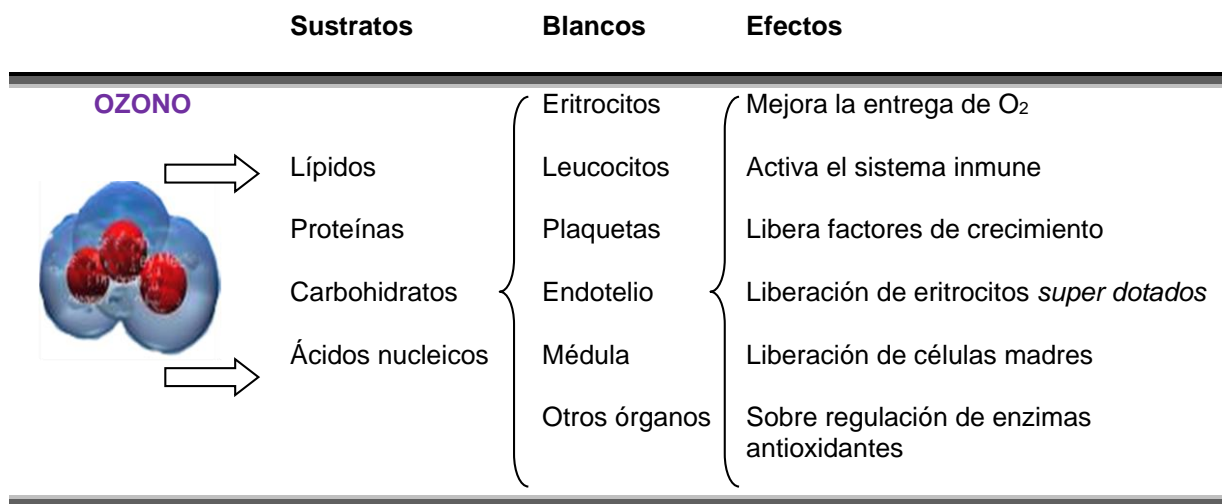 Sustratos Blancos Efectos
OZONO Eritrocitos Mejora la entrega de O₂
Lípidos Leucocitos Activa el sistema inmune
Proteínas Plaquetas Libera factores de crecimiento
Carbohidratos Endotelio Liberación de eritrocitos super dotados
Ácidos nucleicos Médula Liberación de células madres
Otros órganos Sobre regulación de enzimas
antioxidantes